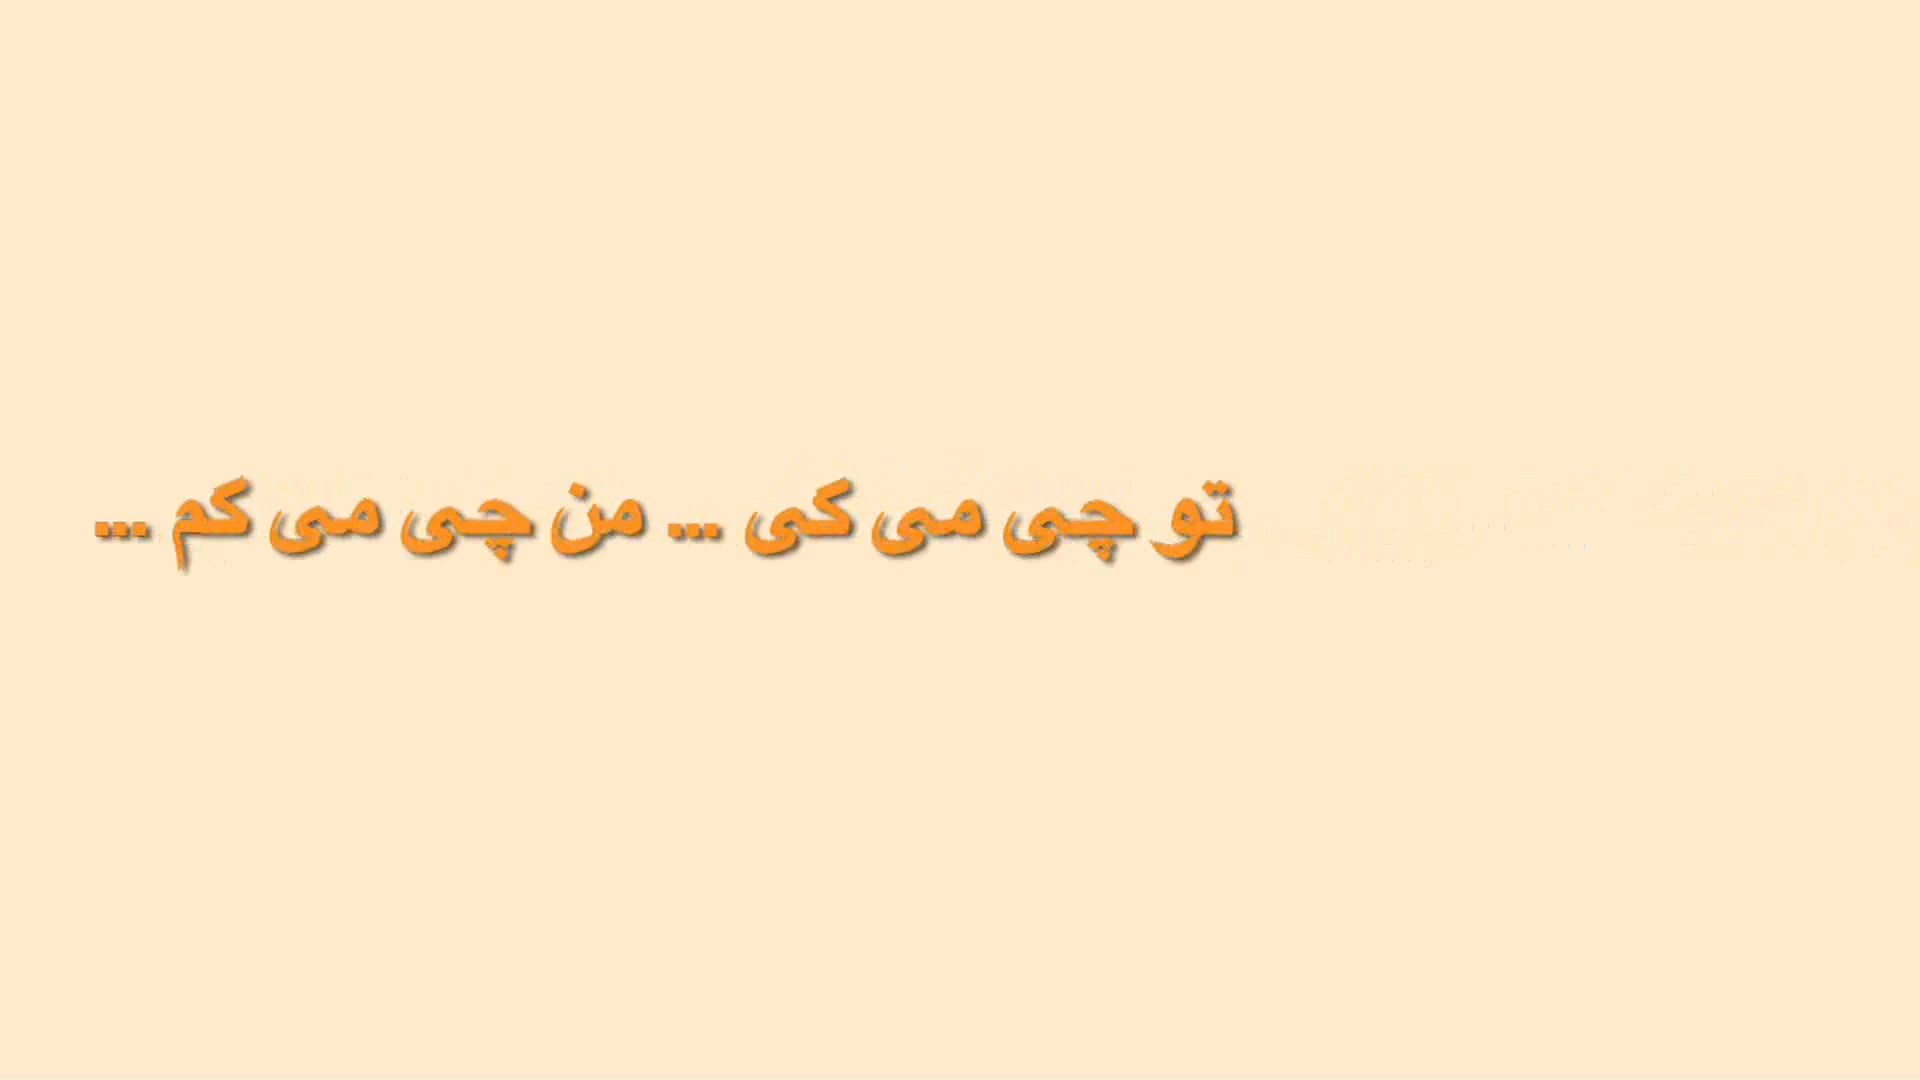 تو چی می کی ... من چی می کم ...